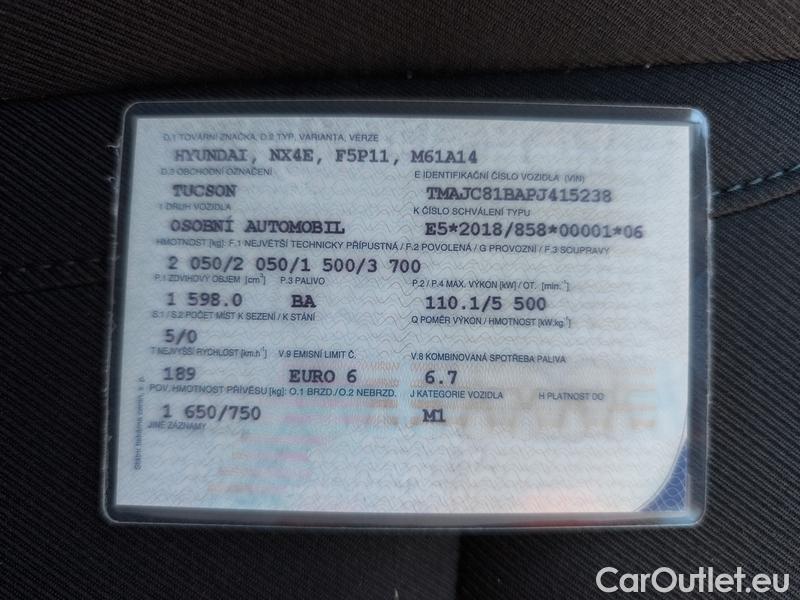 D.1 TOVÁRNÍ ZNAČKA, D.2 TYP, VARIANTA, VERZE
HYUNDAI, NX4E, F5P11, M61A14
D.3 OBCHODNÍ OZNAČENÍ E IDENTIFIKAČNÍ ČÍSLO VOZIDLA (VIN)
TUCSON TMAJC81BAPJ415238
1 DRUH VOZIDLA K ČÍSLO SCHVÁLENÍ TYPU
OSOBNÍ AUTOMOBIL E5*2018/858*00001*06
HMOTNOST [kg]: F.1 NEJVĚTŠÍ TECHNICKY PŘÍPUSTNÁ / F.2 POVOLENÁ / G PROVOZNÍ / F.3 SOUPRAVY
2 050/2 050/1 500/3 700
P.1 ZDVIHOVÝ OBJEM [cm³] P.3 PALIVO P.2 / P.4 MAX. VÝKON [kW] / OT. [min.⁻¹]
1 598.0 BA 110.1/5 500
S.1 / S.2 POČET MÍST K SEZENÍ / K STÁNÍ Q POMĚR VÝKON / HMOTNOST [kW.kg⁻¹]
5/0
T NEJVYŠŠÍ RYCHLOST [km.h⁻¹] V.9 EMISNÍ LIMIT Č. V.8 KOMBINOVANÁ SPOTŘEBA PALIVA
189 EURO 6 6.7
POV. HMOTNOST PŘÍVĚSU [kg]: O.1 BRZD./O.2 NEBRZD. J KATEGORIE VOZIDLA H PLATNOST DO
1 650/750 M1
JINÉ ZÁZNAMY
CarOutlet.eu